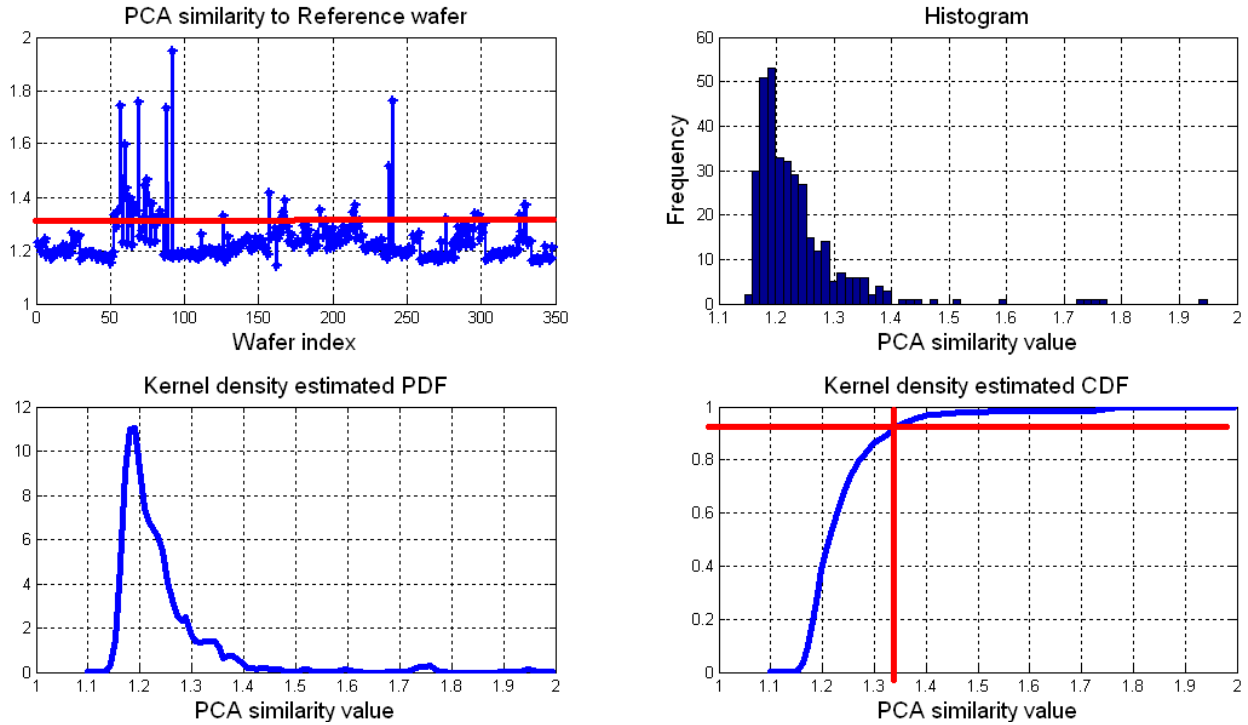 PCA similarity to Reference wafer
2
1.8
1.6
1.4
1.2
1
0 50 100 150 200 250 300 350
Wafer index
Histogram
60
50
40
30
20
10
0
Frequency
1.1 1.2 1.3 1.4 1.5 1.6 1.7 1.8 1.9 2
PCA similarity value
Kernel density estimated PDF
12
10
8
6
4
2
0
1 1.1 1.2 1.3 1.4 1.5 1.6 1.7 1.8 1.9 2
PCA similarity value
Kernel density estimated CDF
1
0.8
0.6
0.4
0.2
0
1 1.1 1.2 1.3 1.4 1.5 1.6 1.7 1.8 1.9 2
PCA similarity value